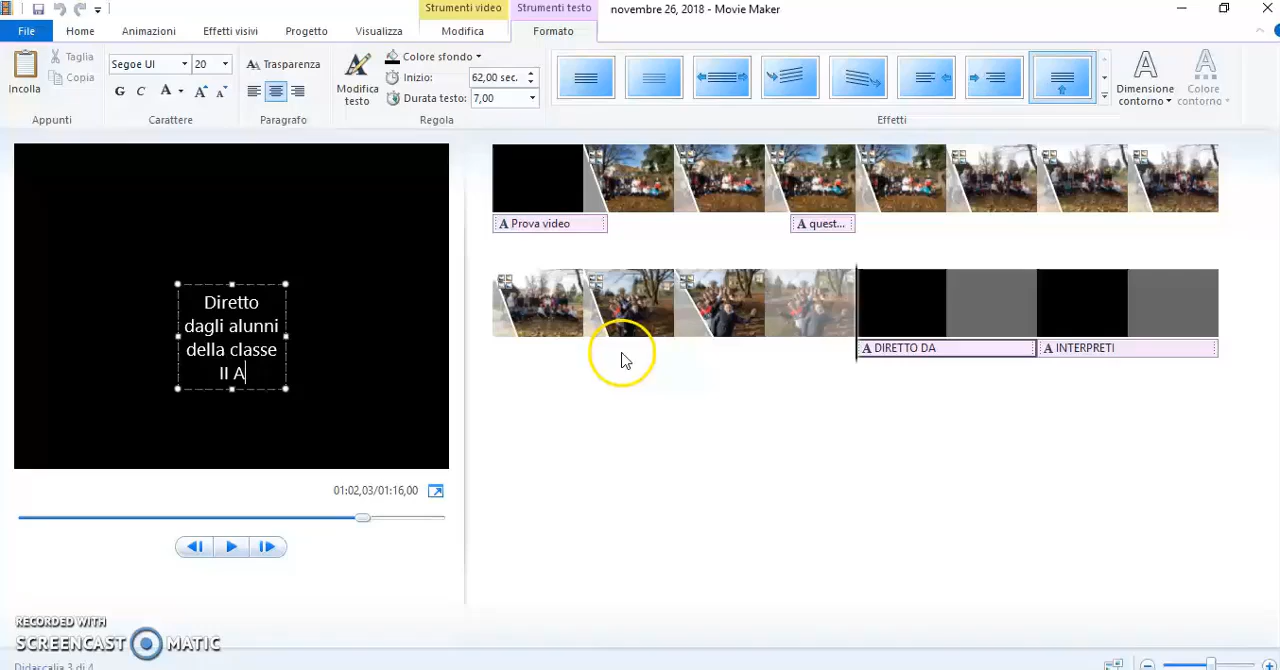 Strumenti video
Strumenti testo
novembre 26, 2018 - Movie Maker
File
Home
Animazioni
Effetti visivi
Progetto
Visualizza
Modifica
Formato
Incolla
Taglia
Copia
Appunti
Segoe UI
20
Trasparenza
G C A A A
Carattere
Paragrafo
Modifica
testo
Colore sfondo
Inizio:
62,00 sec.
Durata testo:
7,00
Regola
Effetti
Dimensione
contorno
Colore
contorno
A Prova video
A quest...
Diretto
dagli alunni
della classe
II A
A DIRETTO DA
A INTERPRETI
01:02,03/01:16,00
RECORDED WITH
SCREENCAST MATIC
Didascalia 3 di 4